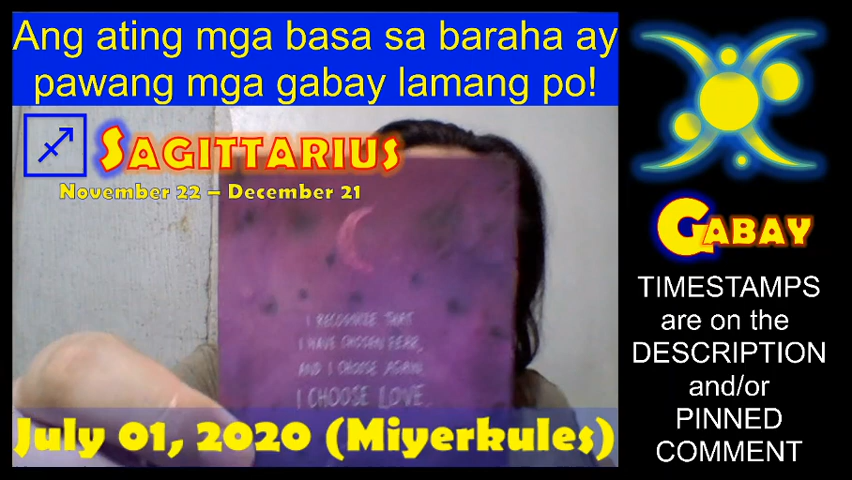 Ang ating mga basa sa baraha ay
pawang mga gabay lamang po!
SAGITTARIUS
November 22 – December 21
I RECOGNIZE THAT
I HAVE CHOSEN FEAR,
AND I CHOOSE AGAIN.
I CHOOSE LOVE.
July 01, 2020 (Miyerkules)
GABAY
TIMESTAMPS
are on the
DESCRIPTION
and/or
PINNED
COMMENT